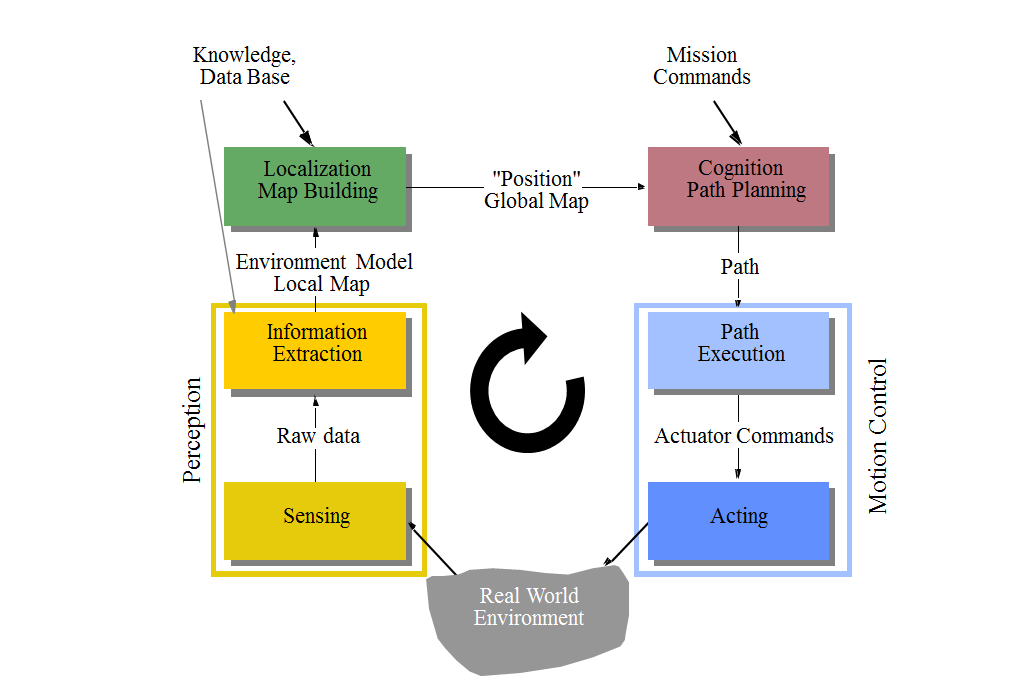 Knowledge,
Data Base
Mission
Commands
Localization
Map Building
"Position"
Global Map
Cognition
Path Planning
Environment Model
Local Map
Path
Information
Extraction
Path
Execution
Perception
Motion Control
Raw data
Actuator Commands
Sensing
Acting
Real World
Environment